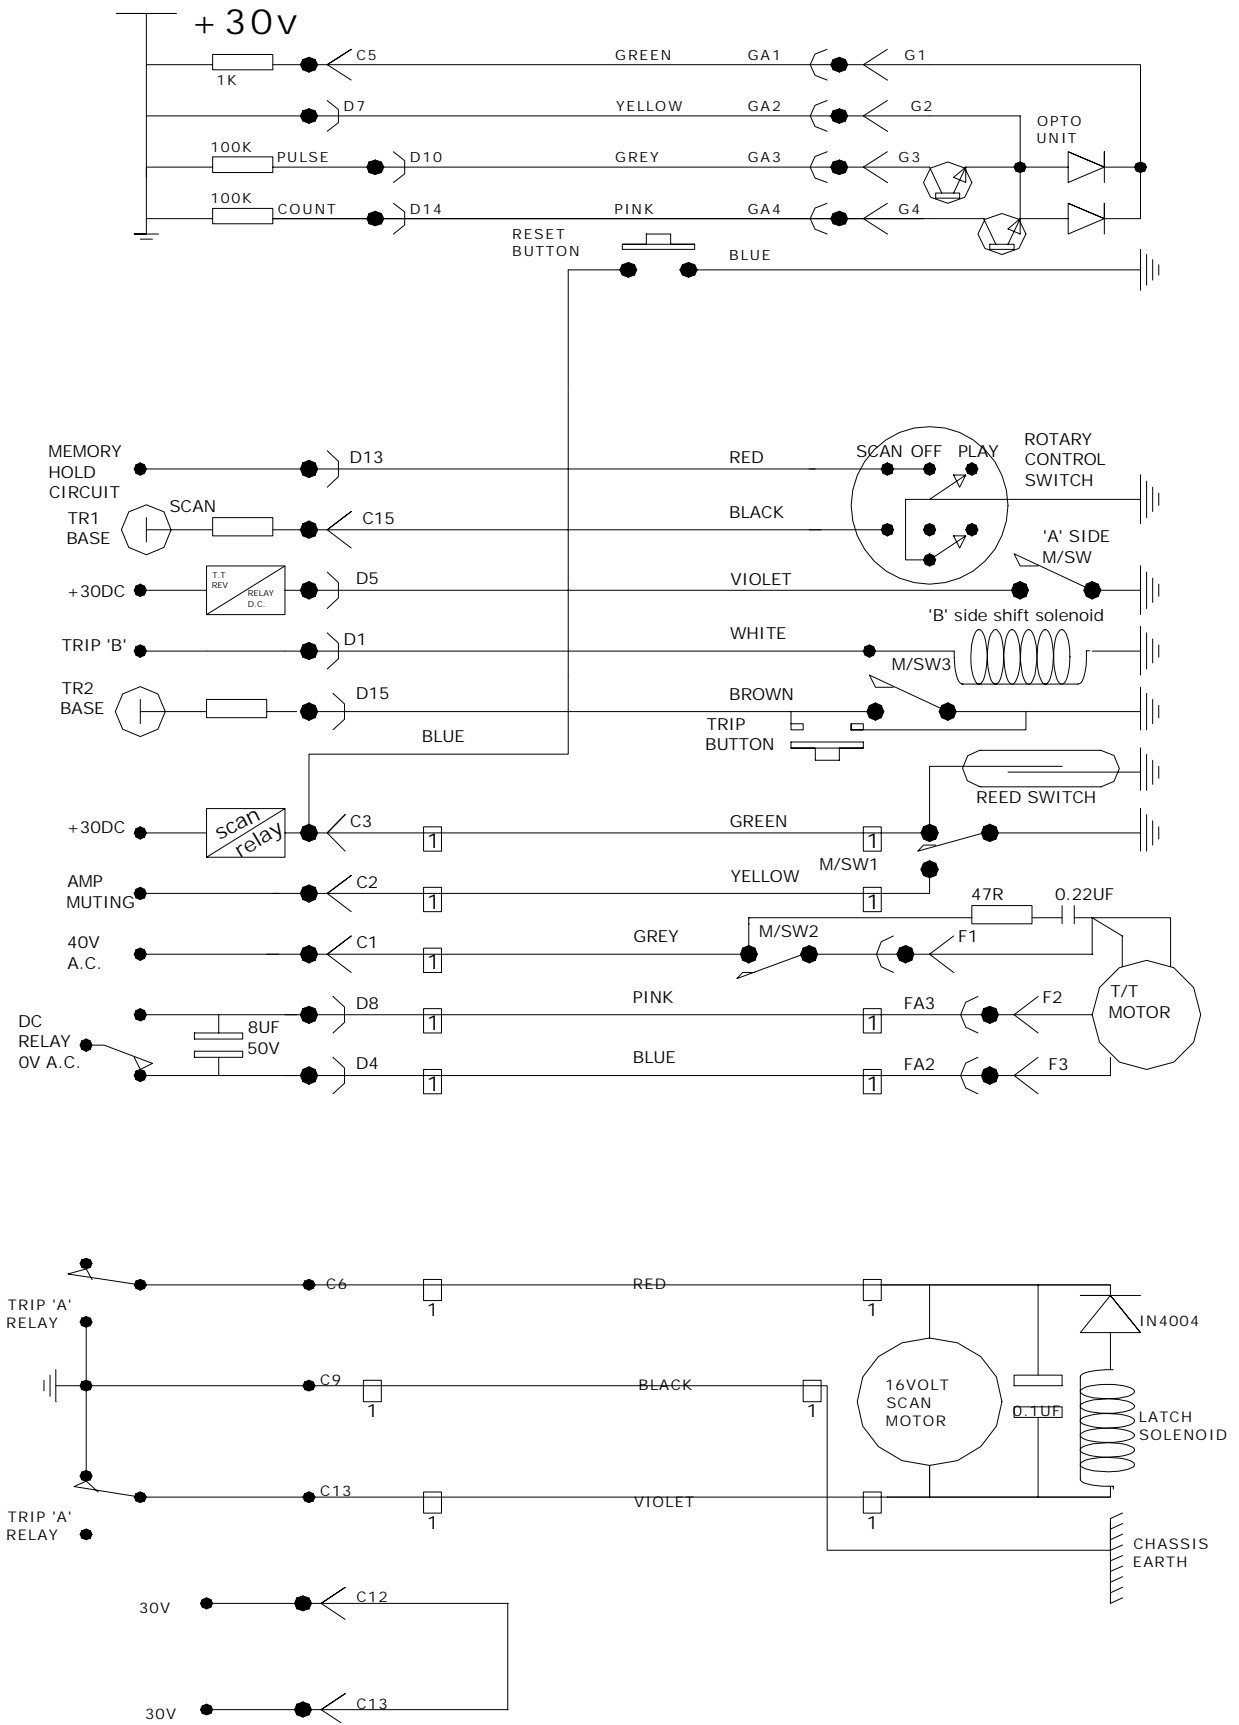 +30v
C5 GREEN GA1 G1
1K
D7 YELLOW GA2 G2
OPTO
UNIT
100K PULSE D10 GREY GA3 G3
100K COUNT D14 PINK GA4 G4
RESET
BUTTON
BLUE
MEMORY
HOLD
CIRCUIT
D13 RED
SCAN OFF PLAY
ROTARY
CONTROL
SWITCH
TR1
BASE
SCAN
C15 BLACK
'A' SIDE
M/SW
+30DC
T.T
REV
RELAY
D.C.
D5 VIOLET
'B' side shift solenoid
TRIP 'B' D1 WHITE
M/SW3
TR2
BASE
D15 BROWN
TRIP
BUTTON
BLUE
REED SWITCH
+30DC
scan
relay
C3 1 GREEN 1
M/SW1
AMP
MUTING
C2 1 YELLOW 1
47R 0.22UF
40V
A.C.
C1 1 GREY M/SW2 F1
DC
RELAY
0V A.C.
8UF
50V
D8 1 PINK 1 FA3 F2
T/T
MOTOR
D4 1 BLUE 1 FA2 F3
C6 1 RED 1
TRIP 'A'
RELAY
IN4004
C9 1 BLACK 1
16VOLT
SCAN
MOTOR
0.1UF
LATCH
SOLENOID
C13 1 VIOLET 1
TRIP 'A'
RELAY
CHASSIS
EARTH
30V C12
30V C13